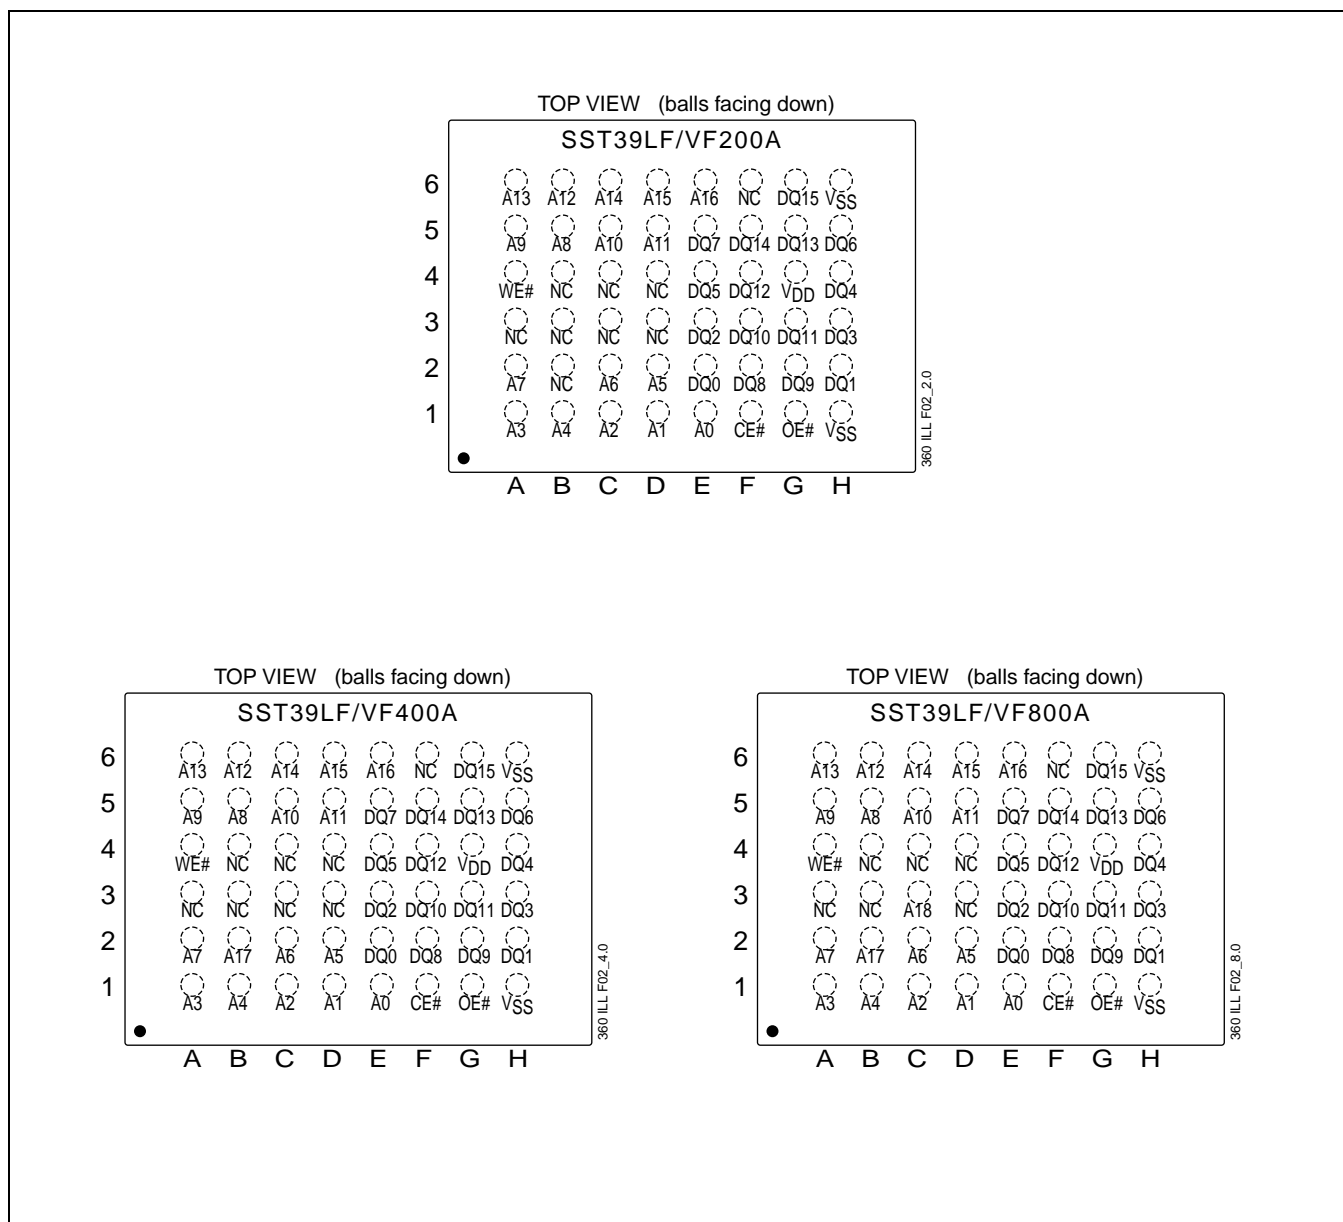 TOP VIEW (balls facing down)
SST39LF/VF200A
6 A13 A12 A14 A15 A16 NC DQ15 VSS
5 A9 A8 A10 A11 DQ7 DQ14 DQ13 DQ6
4 WE# NC NC NC DQ5 DQ12 VDD DQ4
3 NC NC NC NC DQ2 DQ10 DQ11 DQ3
2 A7 NC A6 A5 DQ0 DQ8 DQ9 DQ1
1 A3 A4 A2 A1 A0 CE# OE# VSS
A B C D E F G H
360 ILL F02_2.0
TOP VIEW (balls facing down)
SST39LF/VF400A
6 A13 A12 A14 A15 A16 NC DQ15 VSS
5 A9 A8 A10 A11 DQ7 DQ14 DQ13 DQ6
4 WE# NC NC NC DQ5 DQ12 VDD DQ4
3 NC NC NC NC DQ2 DQ10 DQ11 DQ3
2 A7 A17 A6 A5 DQ0 DQ8 DQ9 DQ1
1 A3 A4 A2 A1 A0 CE# OE# VSS
A B C D E F G H
360 ILL F02_4.0
TOP VIEW (balls facing down)
SST39LF/VF800A
6 A13 A12 A14 A15 A16 NC DQ15 VSS
5 A9 A8 A10 A11 DQ7 DQ14 DQ13 DQ6
4 WE# NC NC NC DQ5 DQ12 VDD DQ4
3 NC NC A18 NC DQ2 DQ10 DQ11 DQ3
2 A7 A17 A6 A5 DQ0 DQ8 DQ9 DQ1
1 A3 A4 A2 A1 A0 CE# OE# VSS
A B C D E F G H
360 ILL F02_8.0